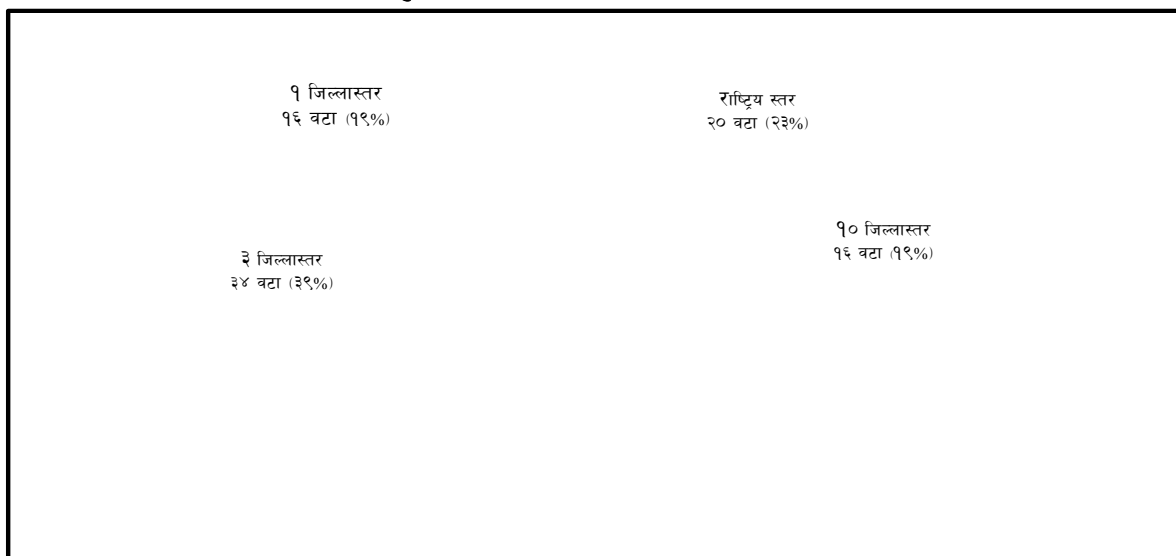 १ जिल्लास्तर
१६ वटा (१९%)
राष्ट्रिय स्तर
२० वटा (२३%)
१० जिल्लास्तर
१६ वटा (१९%)
३ जिल्लास्तर
३४ वटा (३९%)